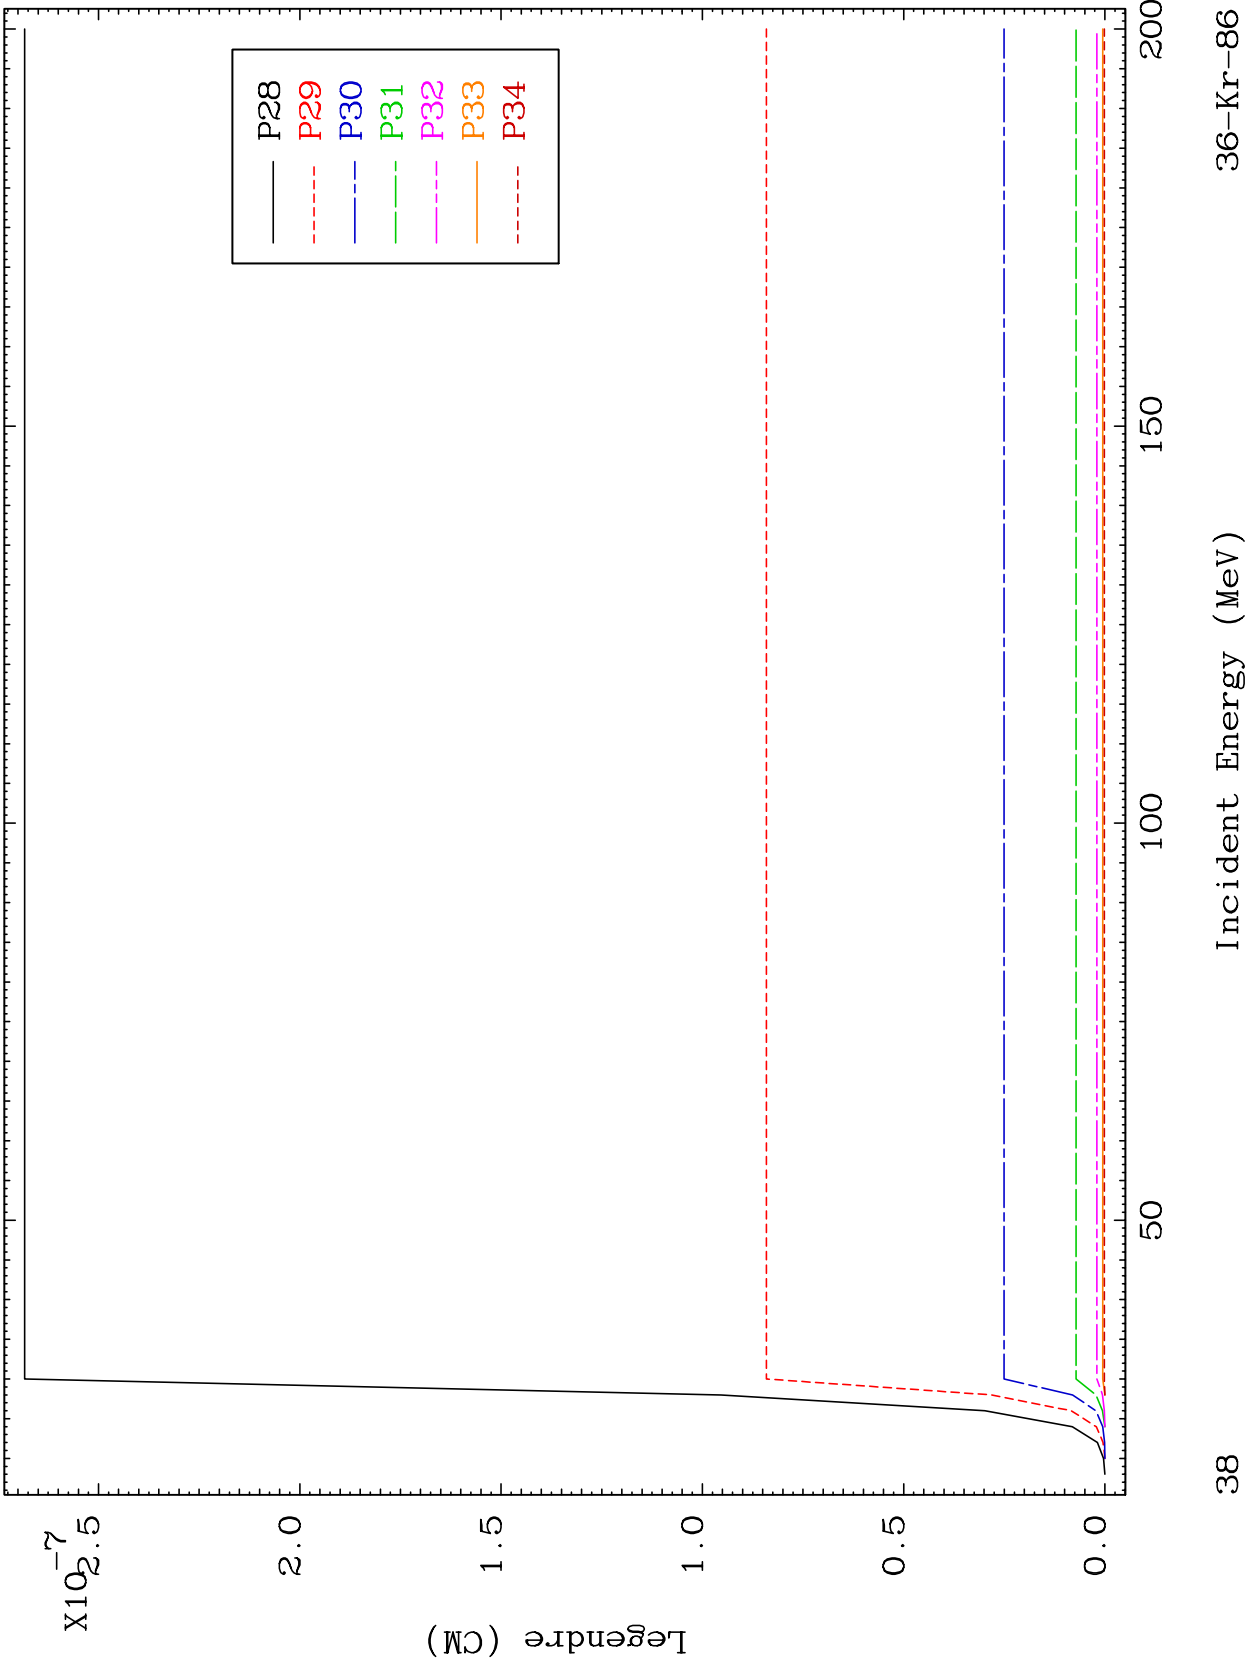 X10-7
2.5
2.0
1.5
1.0
0.5
0.0
Legendre (CM)
P28
P29
P30
P31
P32
P33
P34
50
100
150
200
Incident Energy (MeV)
38
36-Kr-86